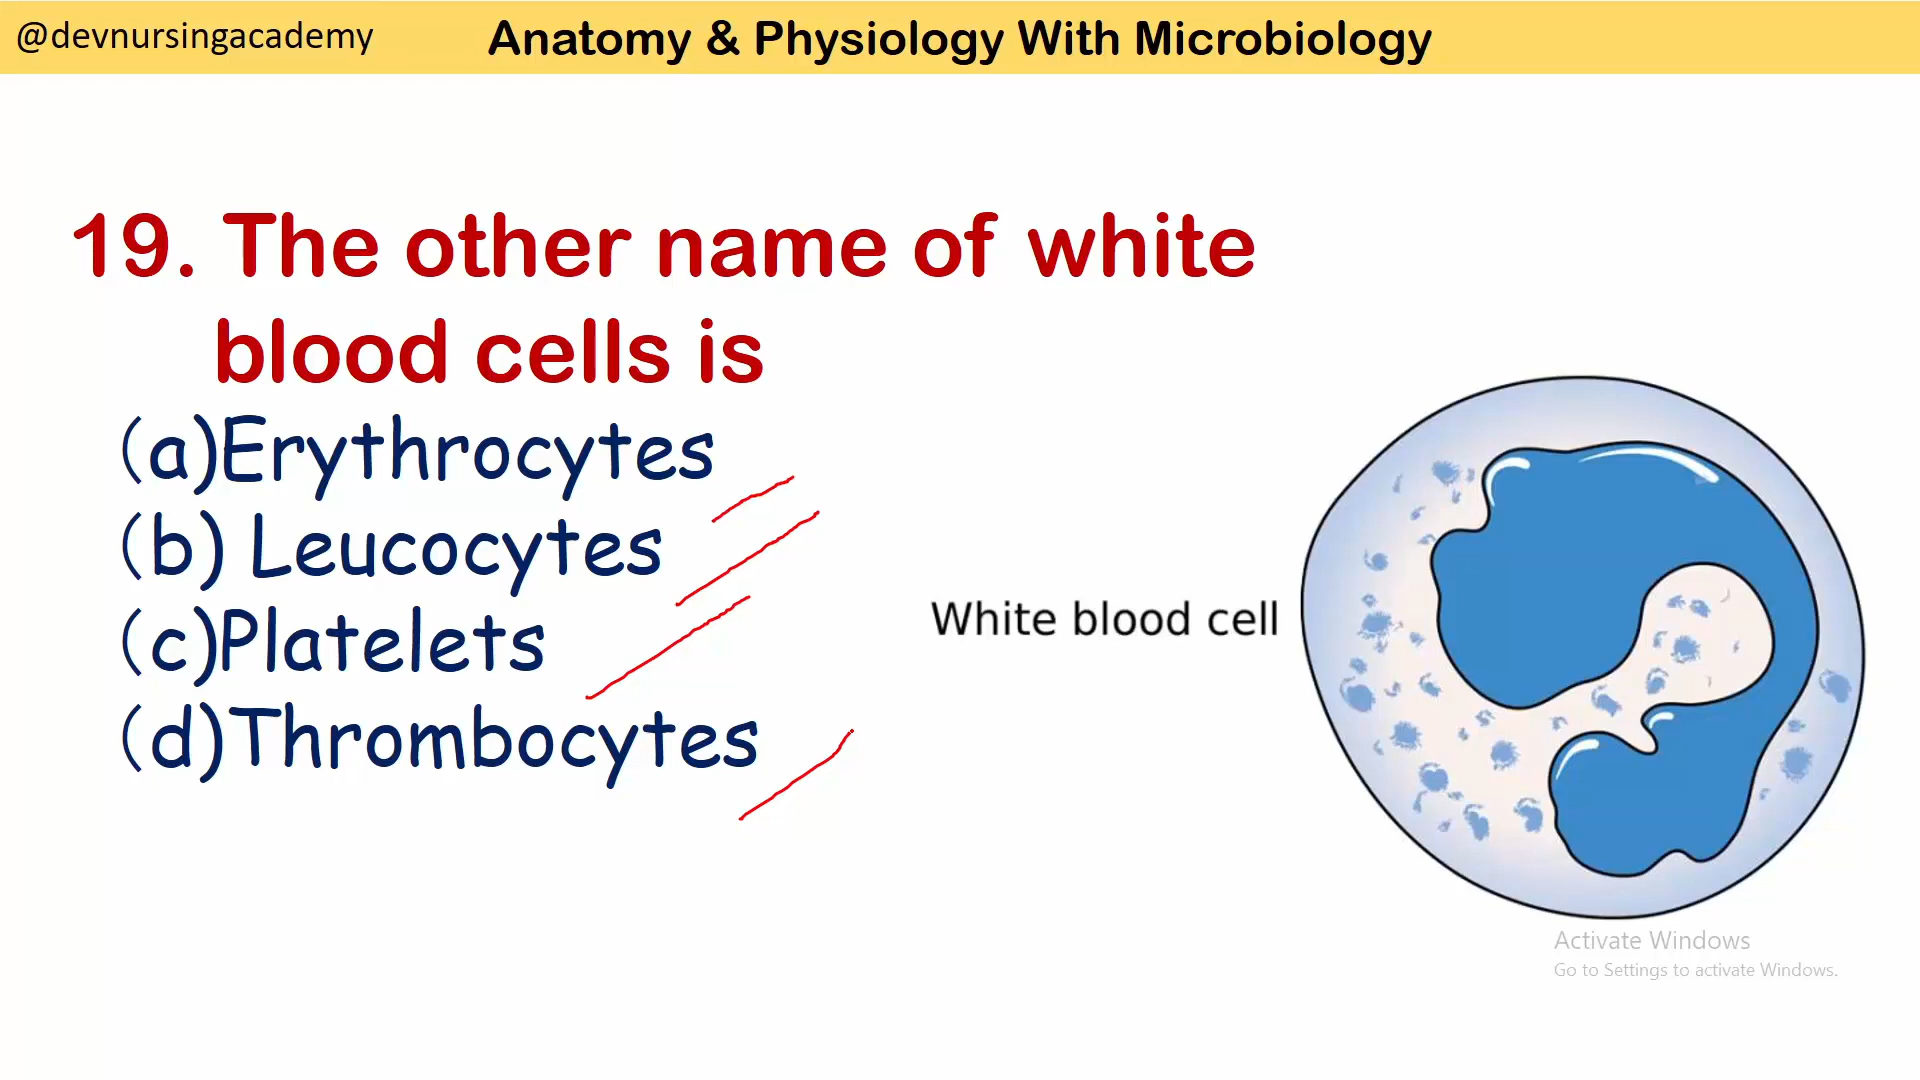 @devnursingacademy
Anatomy & Physiology With Microbiology
19. The other name of white
blood cells is
(a)Erythrocytes
(b) Leucocytes
(c)Platelets
(d)Thrombocytes
White blood cell
Activate Windows
Go to Settings to activate Windows.